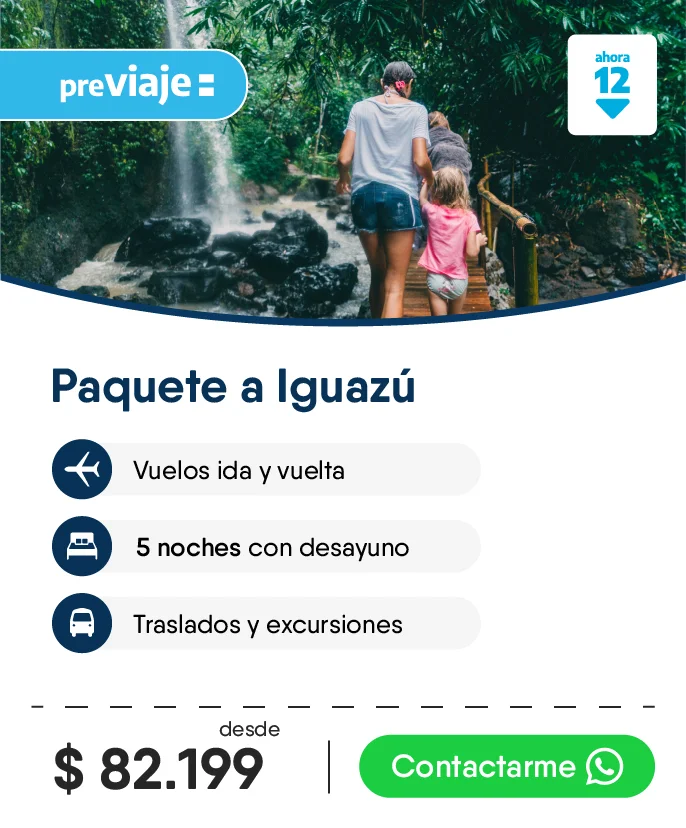 previaje
ahora
12
Paquete a Iguazú
Vuelos ida y vuelta
5 noches con desayuno
Traslados y excursiones
desde
$ 82.199
Contactarme